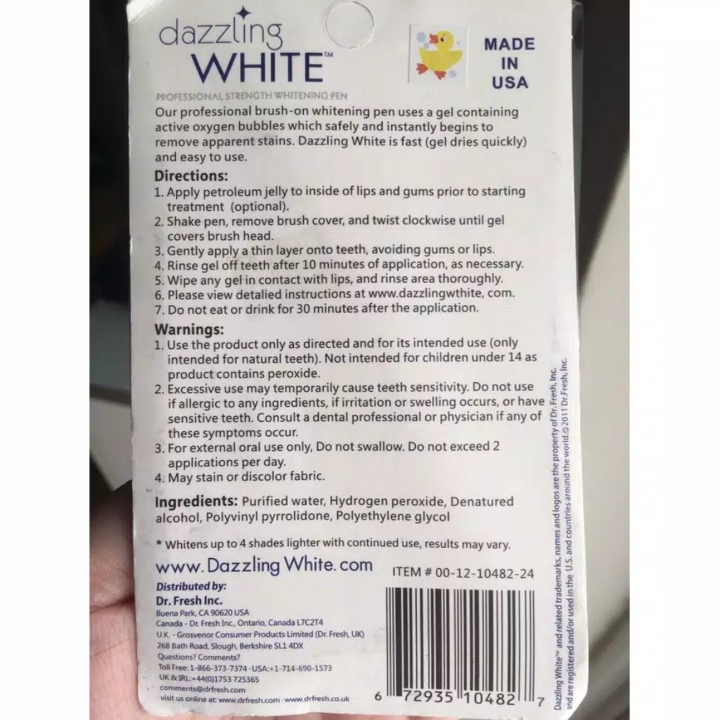 dazzling
WHITE™
PROFESSIONAL STRENGTH WHITENING PEN
MADE
IN
USA
Our professional brush-on whitening pen uses a gel containing
active oxygen bubbles which safely and instantly begins to
remove apparent stains. Dazzling White is fast (gel dries quickly)
and easy to use.
Directions:
1. Apply petroleum jelly to inside of lips and gums prior to starting
treatment (optional).
2. Shake pen, remove brush cover, and twist clockwise until gel
covers brush head.
3. Gently apply a thin layer onto teeth, avoiding gums or lips.
4. Rinse gel off teeth after 10 minutes of application, as necessary.
5. Wipe any gel in contact with lips, and rinse area thoroughly.
6. Please view detalied instructions at www.dazzlingwthite, com.
7. Do not eat or drink for 30 minutes after the application.
Warnings:
1. Use the product only as directed and for its intended use (only
intended for natural teeth). Not intended for children under 14 as
product contains peroxide.
2. Excessive use may temporarily cause teeth sensitivity. Do not use
if allergic to any ingredients, if irritation or swelling occurs, or have
sensitive teeth. Consult a dental professional or physician if any of
these symptoms occur.
3. For external oral use only, Do not swallow. Do not exceed 2
applications per day.
4. May stain or discolor fabric.
Ingredients: Purified water, Hydrogen peroxide, Denatured
alcohol, Polyvinyl pyrrolidone, Polyethylene glycol
* Whitens up to 4 shades lighter with continued use, results may vary.
www.Dazzling White.com
ITEM # 00-12-10482-24
Distributed by:
Dr. Fresh Inc.
Buena Park, CA 90620 USA
Canada - Dr. Fresh Inc., Ontario, Canada L7C2T4
U.K. - Grosvenor Consumer Products Limited (Dr. Fresh, UK)
268 Bath Road, Slough, Berkshire SL1 4DX
Questions? Comments?
Toll Free: 1-866-373-7374 · USA:+1-714-690-1573
UK & IRL:+44(0)1753 725365
comments@drfresh.com
visit us online at: www.drfresh.com · www.drfresh.co.uk
6 72935 10482 7
Dazzling White™ and related trademarks, names and logos are the property of Dr. Fresh, Inc.
and are registered and/or used in the U.S. and countries around the world.© 2011 Dr. Fresh, Inc.